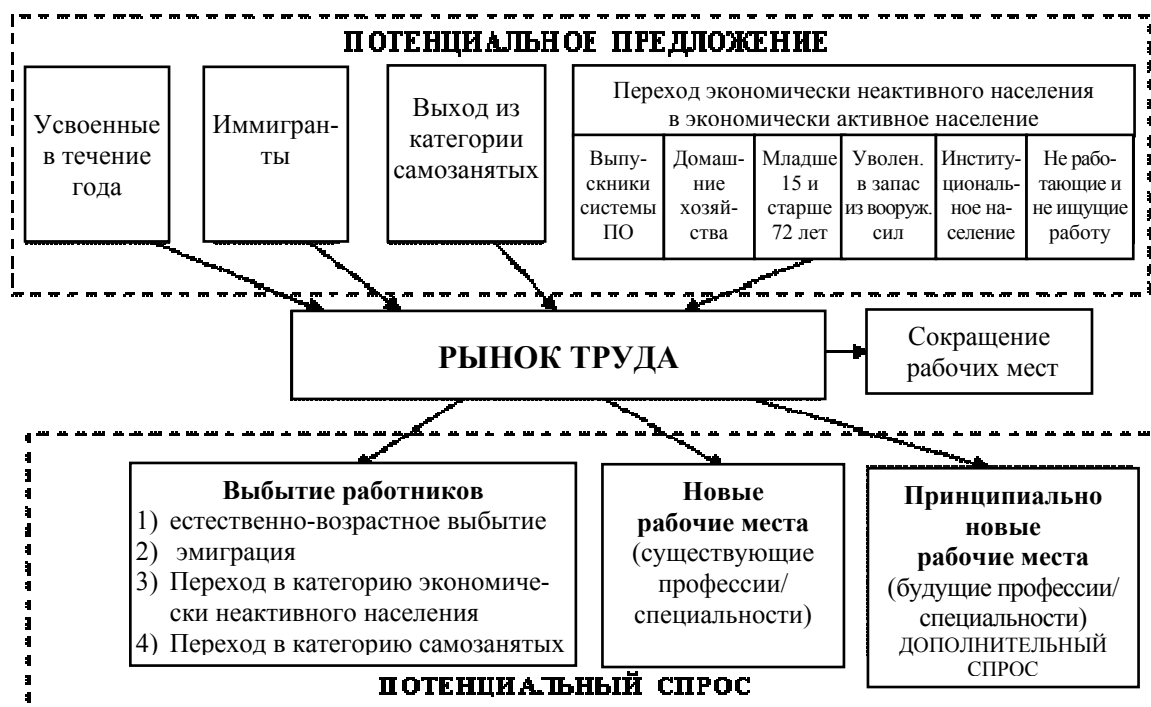 ПОТЕНЦИАЛЬНОЕ ПРЕДЛОЖЕНИЕ
Усвоенные
в течение
года
Иммигран-
ты
Выход из
категории
самозанятых
Переход экономически неактивного населения
в экономически активное население
Выпу-
скники
системы
ПО
Домаш-
ние
хозяй-
ства
Младше
15 и
старше
72 лет
Уволен.
в запас
из вооруж.
сил
Институ-
циональ-
ное на-
селение
Не рабо-
тающие и
не ищущие
работу
РЫНОК ТРУДА
Сокращение
рабочих мест
Выбытие работников
1) естественно-возрастное выбытие
2) эмиграция
3) Переход в категорию экономиче-
ски неактивного населения
4) Переход в категорию самозанятых
Новые
рабочие места
(существующие
профессии/
специальности)
Принципиально
новые
рабочие места
(будущие профессии/
специальности)
ДОПОЛНИТЕЛЬНЫЙ
СПРОС
ПОТЕНЦИАЛЬНЫЙ СПРОС